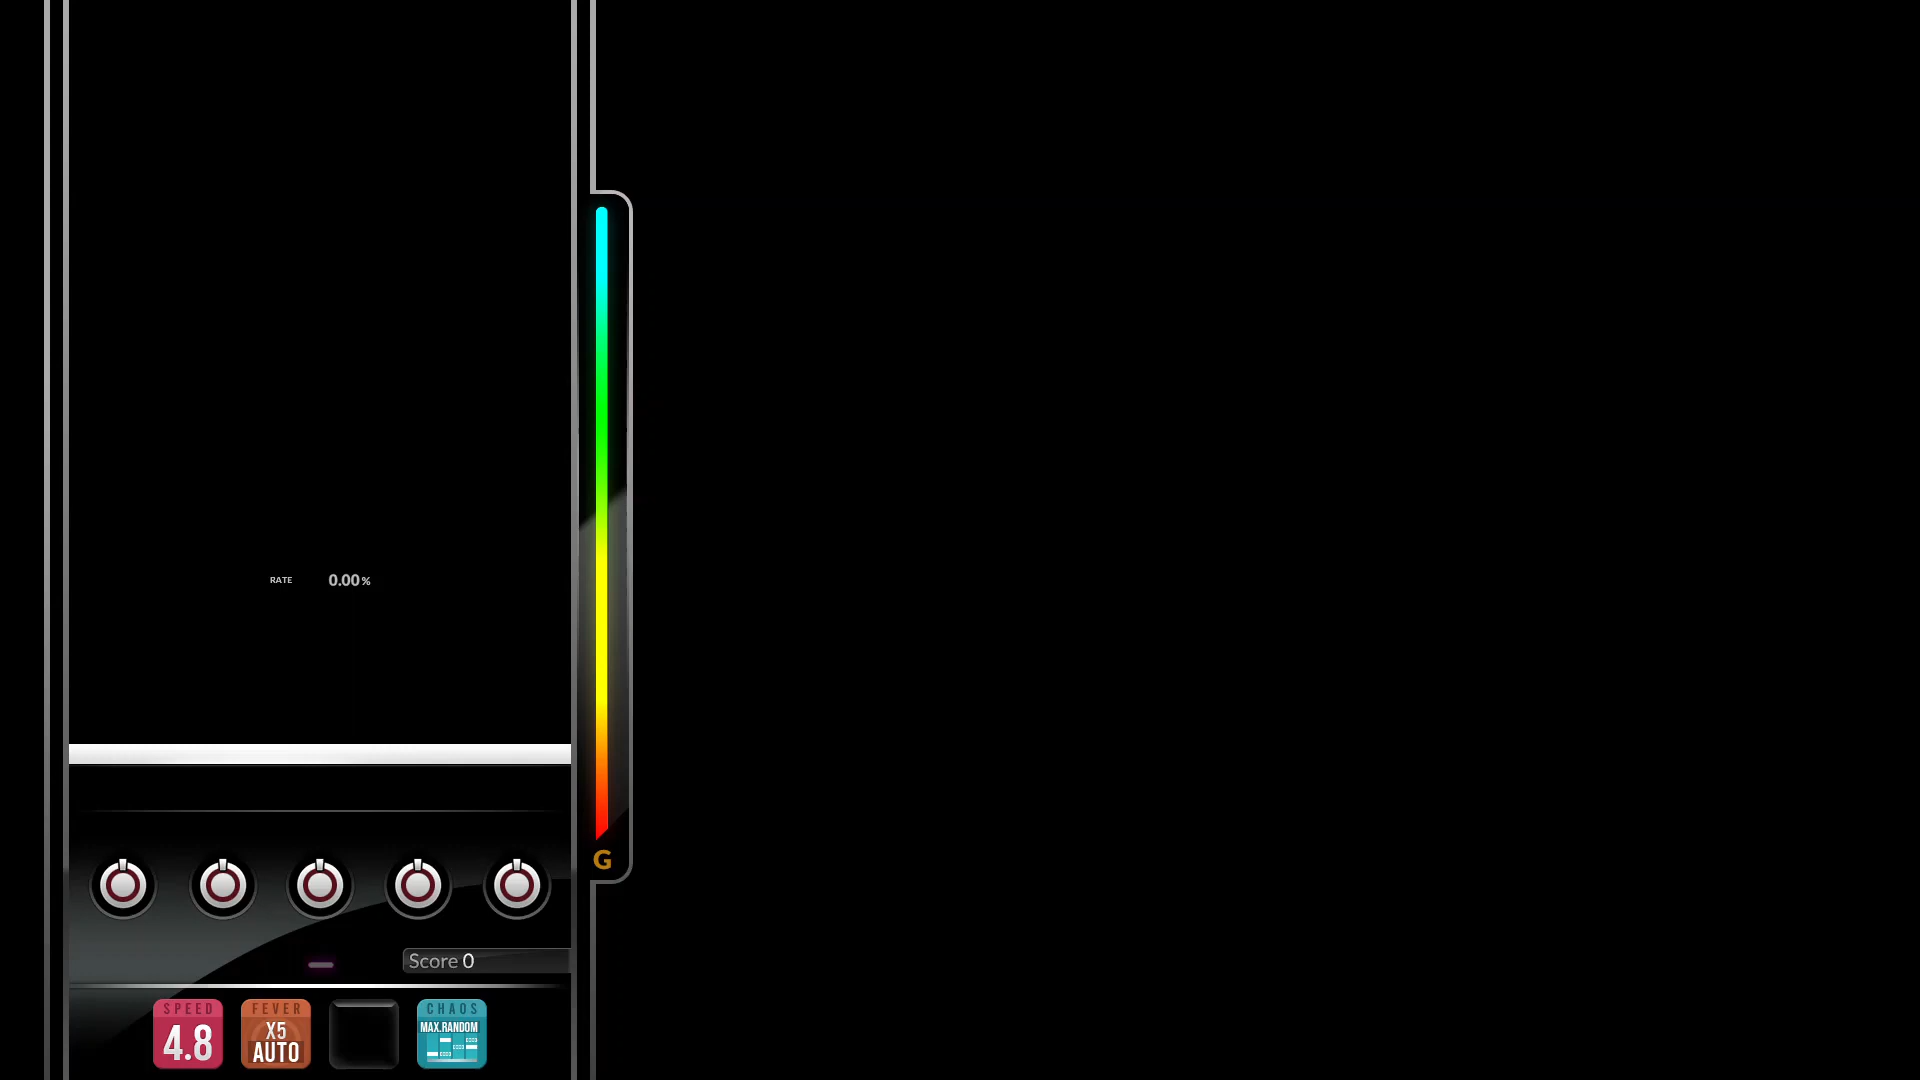 RATE 0.00%
G
Score 0
SPEED
4.8
FEVER
X5
AUTO
CHAOS
MAX.RANDOM